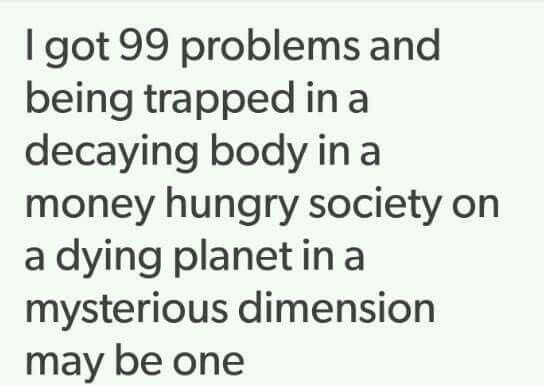 I got 99 problems and
being trapped in a
decaying body in a
money hungry society on
a dying planet in a
mysterious dimension
may be one